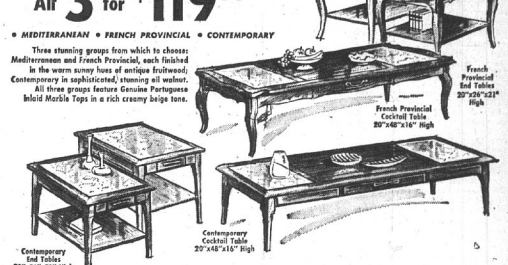 All 3 for $119
• MEDITERRANEAN • FRENCH PROVINCIAL • CONTEMPORARY
Three stunning groups from which to choose:
Mediterranean and French Provincial, each finished
in the warm sunny hues of antique fruitwood;
Contemporary in sophisticated, stunning oil walnut.
All three groups feature Genuine Portuguese
Inlaid Marble Tops in a rich creamy beige tone.
French
Provincial
End Tables
20"x26"x21"
High
French Provincial
Cocktail Table
20"x48"x16" High
Contemporary
Cocktail Table
20"x48"x16" High
Contemporary
End Tables